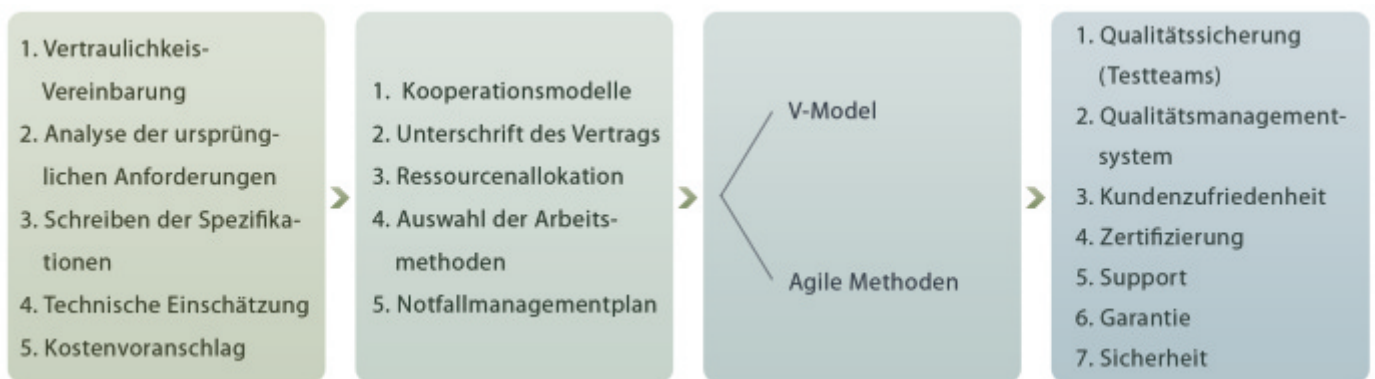 1. Vertraulichkeis-
Vereinbarung
2. Analyse der ursprüng-
lichen Anforderungen
3. Schreiben der Spezifika-
tionen
4. Technische Einschätzung
5. Kostenvoranschlag
1. Kooperationsmodelle
2. Unterschrift des Vertrags
3. Ressourcenallokation
4. Auswahl der Arbeits-
methoden
5. Notfallmanagementplan
V-Model
Agile Methoden
1. Qualitätssicherung
(Testteams)
2. Qualitätsmanagement-
system
3. Kundenzufriedenheit
4. Zertifizierung
5. Support
6. Garantie
7. Sicherheit